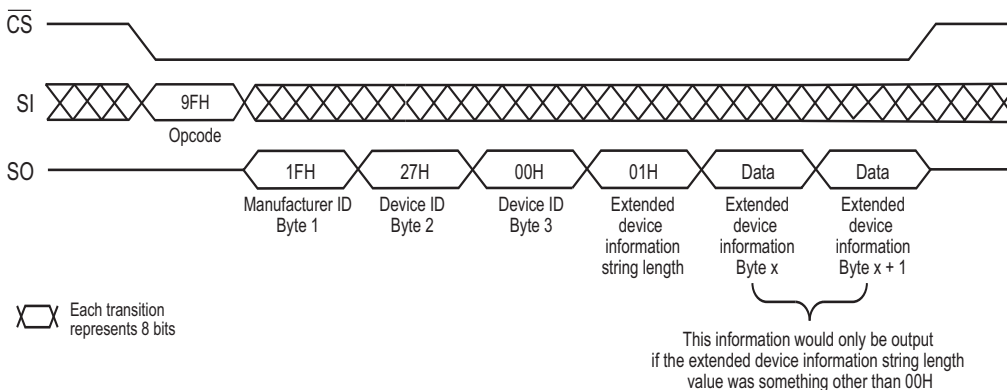 CS
SI
9FH
Opcode
SO
1FH
27H
00H
01H
Data
Data
Manufacturer ID
Byte 1
Device ID
Byte 2
Device ID
Byte 3
Extended
device
information
string length
Extended
device
information
Byte x
Extended
device
information
Byte x + 1
Each transition
represents 8 bits
This information would only be output
if the extended device information string length
value was something other than 00H